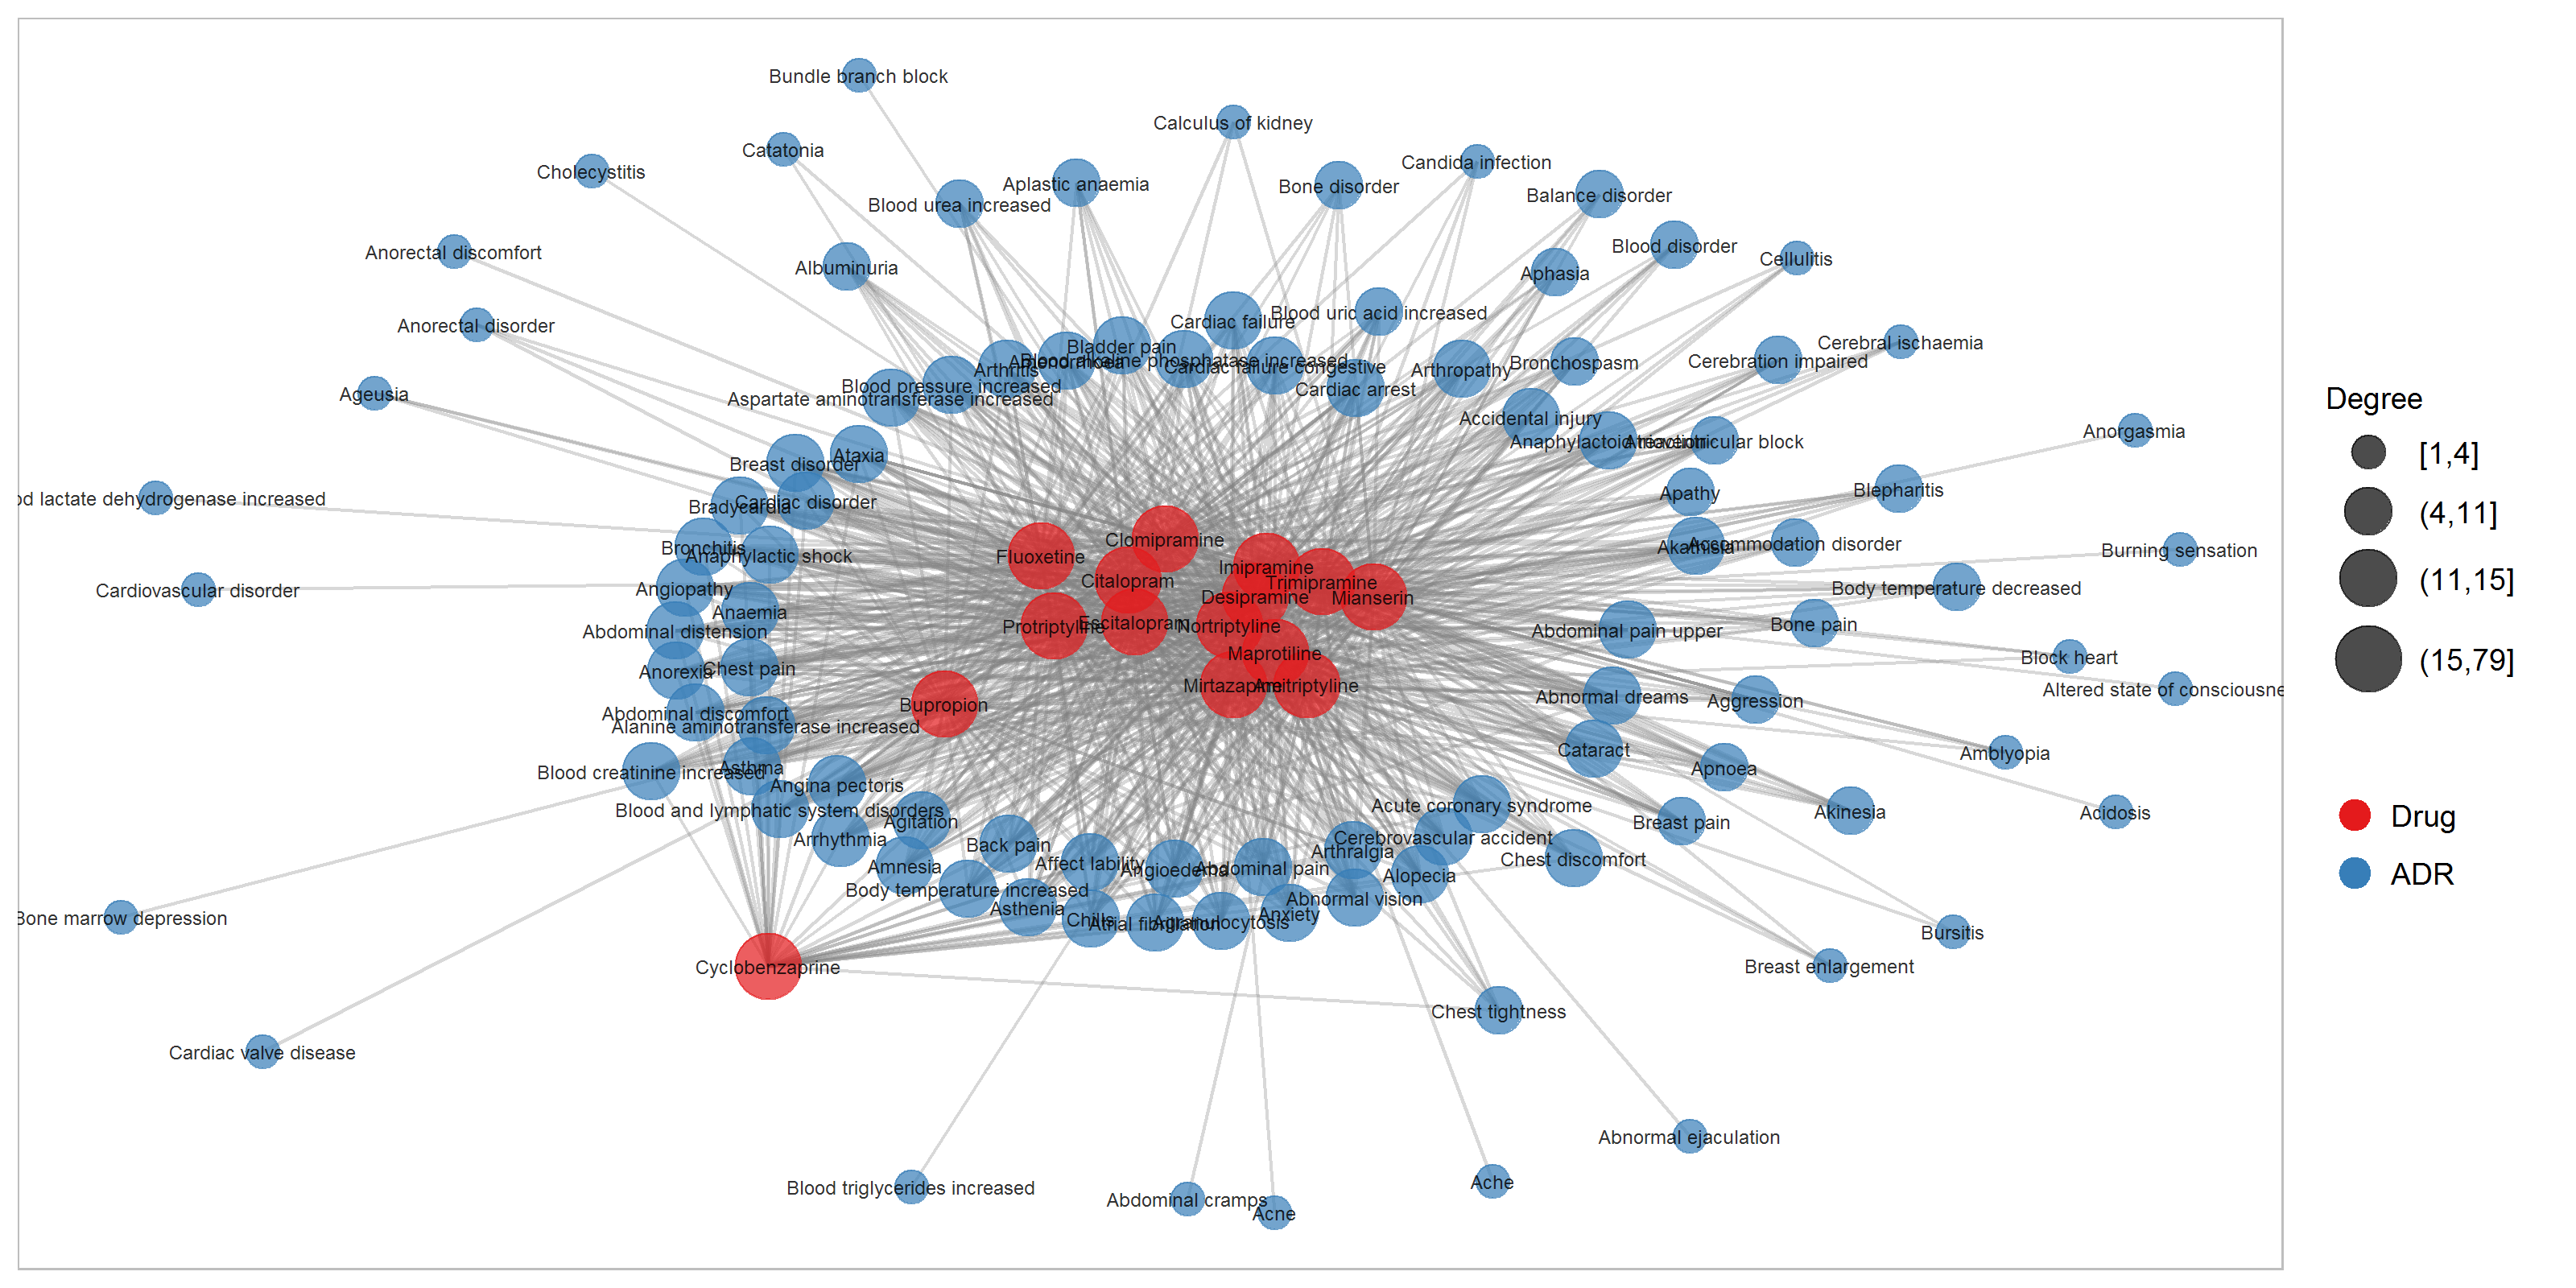 Bundle branch block
Calculus of kidney
Catatonia
Candida infection
Cholecystitis
Aplastic anaemia
Bone disorder
Balance disorder
Blood urea increased
Blood disorder
Anorectal discomfort
Albuminuria
Aphasia
Cellulitis
Cardiac failure
Blood uric acid increased
Anorectal disorder
Cerebral ischaemia
Bladder pain
Blood alkaline phosphatase increased
Amenorrhoea
Arthritis
Cardiac failure congestive
Arthropathy
Bronchospasm
Cerebration impaired
Blood pressure increased
Cardiac arrest
Ageusia
Aspartate aminotransferase increased
Accidental injury
Anorgasmia
Anaphylactoid reaction
Atrioventricular block
Ataxia
Breast disorder
Apathy
Blepharitis
od lactate dehydrogenase increased
Cardiac disorder
Bradycardia
Clomipramine
Bronchitis
Akathisia
Accommodation disorder
Burning sensation
Anaphylactic shock
Fluoxetine
Imipramine
Citalopram
Trimipramine
Cardiovascular disorder
Angiopathy
Body temperature decreased
Desipramine
Mianserin
Anaemia
Protriptyline
Escitalopram
Nortriptyline
Bone pain
Abdominal distension
Abdominal pain upper
Maprotiline
Block heart
Anorexia
Chest pain
Mirtazapine
Amitriptyline
Altered state of consciousne
Abnormal dreams
Aggression
Bupropion
Abdominal discomfort
Alanine aminotransferase increased
Cataract
Amblyopia
Asthma
Apnoea
Blood creatinine increased
Angina pectoris
Acute coronary syndrome
Blood and lymphatic system disorders
Akinesia
Acidosis
Agitation
Breast pain
Arrhythmia
Cerebrovascular accident
Back pain
Arthralgia
Chest discomfort
Affect lability
Amnesia
Angioedema
Abdominal pain
Alopecia
Body temperature increased
Abnormal vision
Asthenia
Anxiety
Bone marrow depression
Chills
Atrial fibrillation
Agranulocytosis
Bursitis
Cyclobenzaprine
Breast enlargement
Chest tightness
Cardiac valve disease
Abnormal ejaculation
Ache
Blood triglycerides increased
Abdominal cramps
Acne
Degree
[1,4]
(4,11]
(11,15]
(15,79]
Drug
ADR